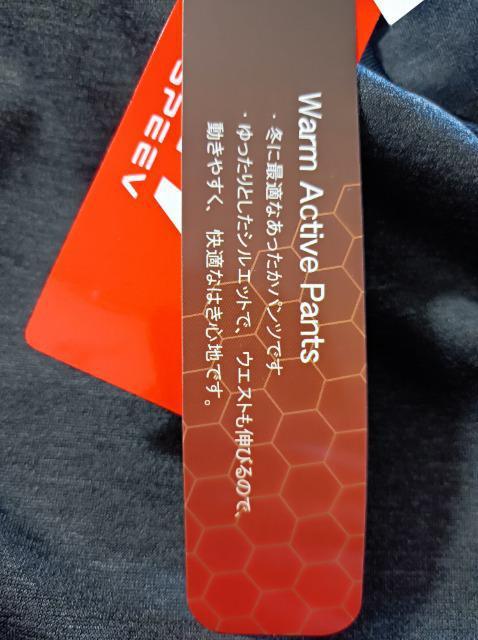 Warm Active Pants
・冬に最適なあったかパンツです
・ゆったりとしたシルエットで、ウエストも伸びるので、
動きやすく、快適なはき心地です。
SPEEV